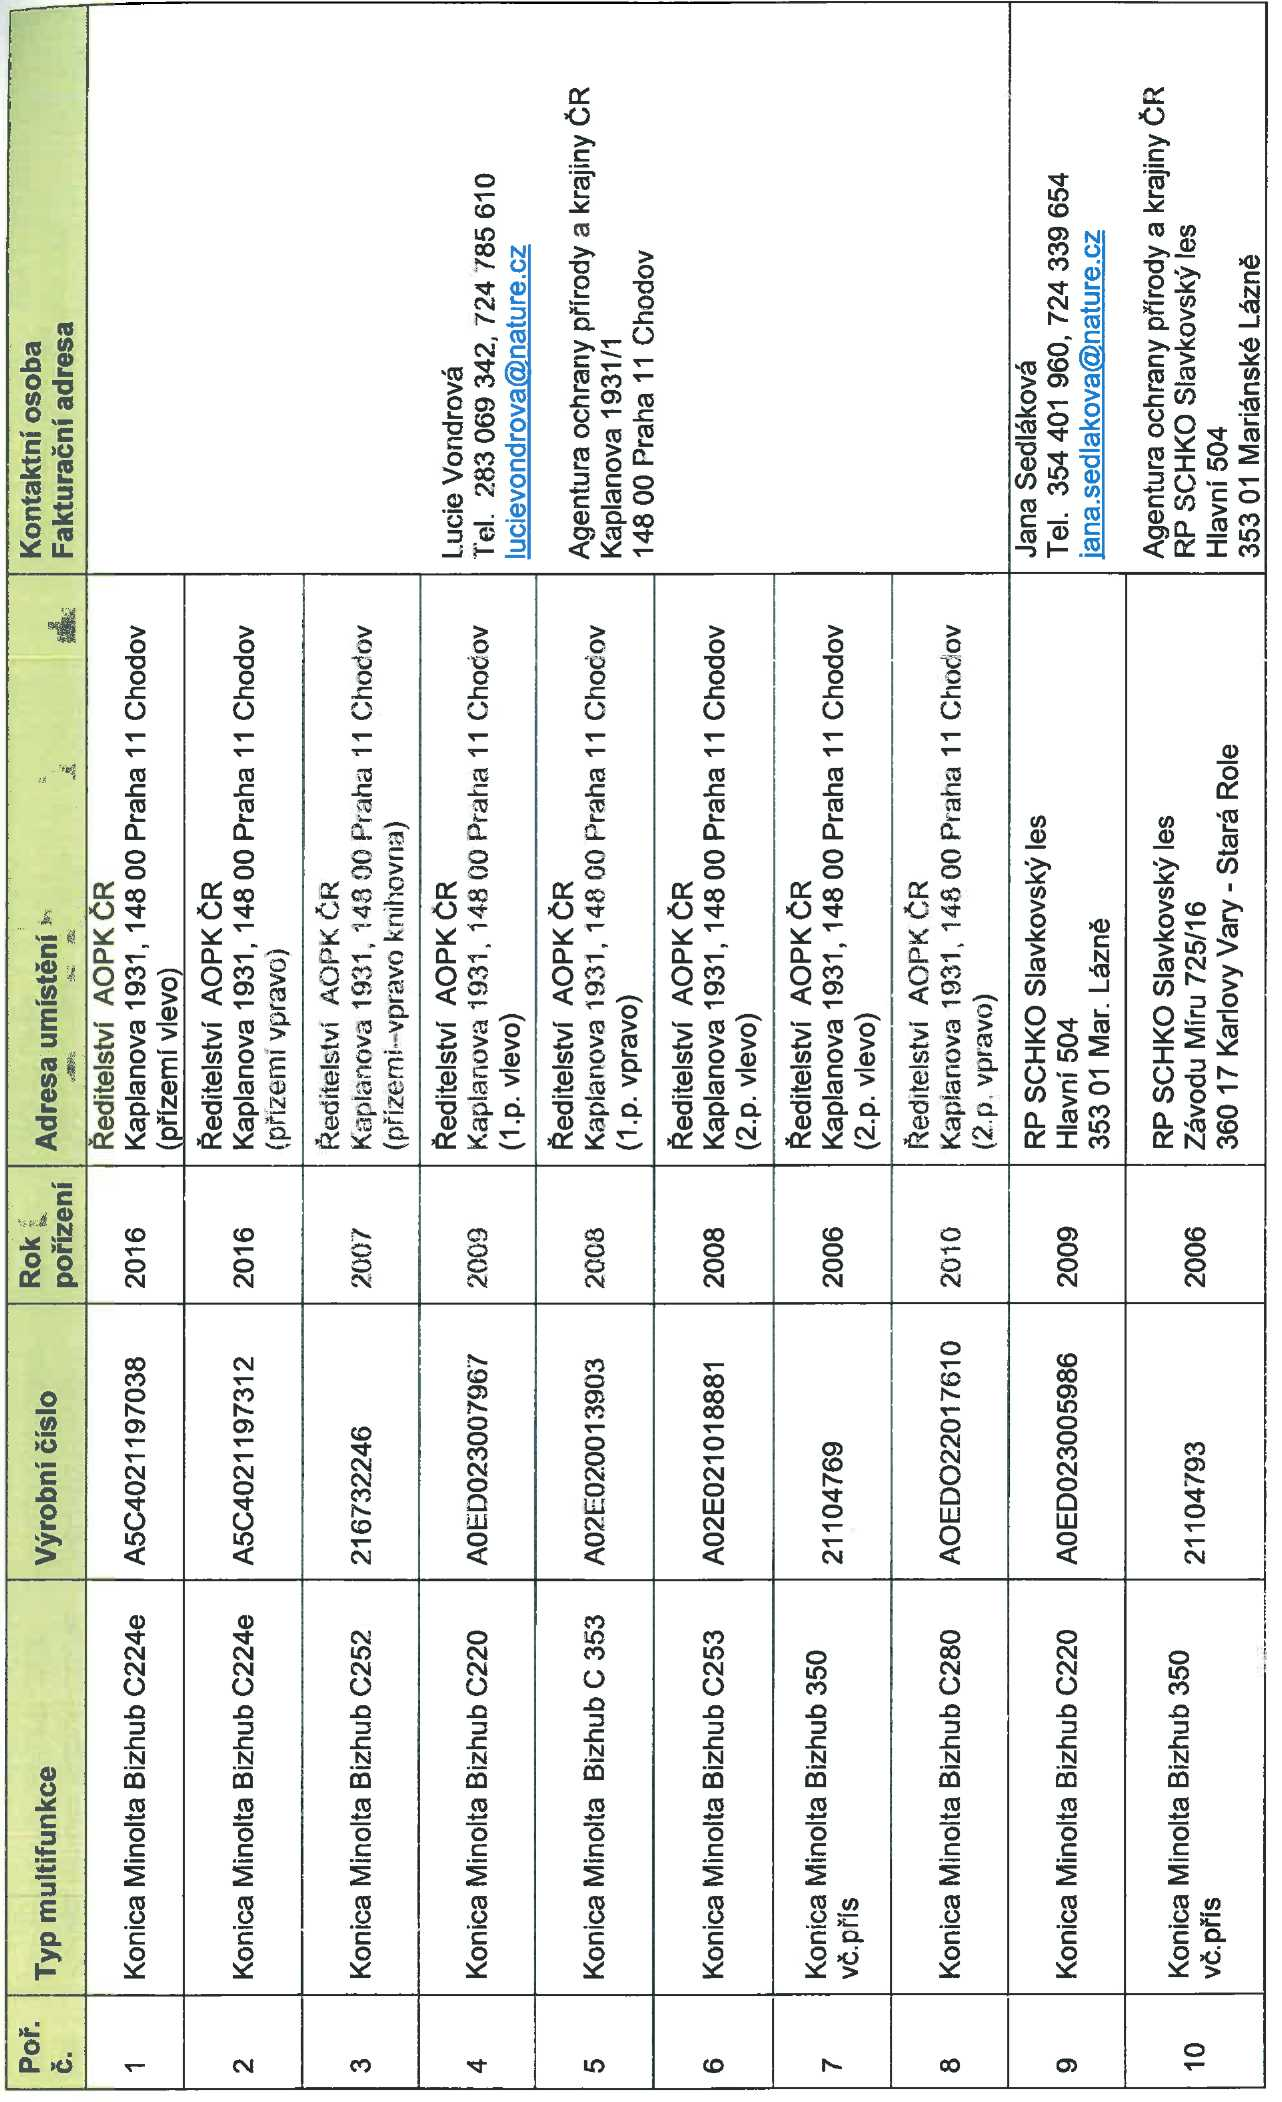 Poř. č.
Typ multifunkce
Výrobní číslo
Rok pořízení
Adresa umístění
Kontaktní osoba
Fakturační adresa
1
Konica Minolta Bizhub C224e
A5C4021197038
2016
Ředitelství AOPK ČR
Kaplanova 1931, 148 00 Praha 11 Chodov
(přízemí vlevo)
2
Konica Minolta Bizhub C224e
A5C4021197312
2016
Ředitelství AOPK ČR
Kaplanova 1931, 148 00 Praha 11 Chodov
(přízemí vpravo)
3
Konica Minolta Bizhub C252
216732246
2007
Ředitelství AOPK ČR
Kaplanova 1931, 148 00 Praha 11 Chodov
(přízemí–vpravo knihovna)
4
Konica Minolta Bizhub C220
A0ED023007967
2009
Ředitelství AOPK ČR
Kaplanova 1931, 148 00 Praha 11 Chodov
(1.p. vlevo)
5
Konica Minolta Bizhub C 353
A02E020013903
2008
Ředitelství AOPK ČR
Kaplanova 1931, 148 00 Praha 11 Chodov
(1.p. vpravo)
6
Konica Minolta Bizhub C253
A02E021018881
2008
Ředitelství AOPK ČR
Kaplanova 1931, 148 00 Praha 11 Chodov
(2.p. vlevo)
7
Konica Minolta Bizhub 350
vč.přís
21104769
2006
Ředitelství AOPK ČR
Kaplanova 1931, 148 00 Praha 11 Chodov
(2.p. vlevo)
8
Konica Minolta Bizhub C280
AOEDO22017610
2010
Ředitelství AOPK ČR
Kaplanova 1931, 148 00 Praha 11 Chodov
(2.p. vpravo)
Lucie Vondrová
Tel. 283 069 342, 724 785 610
lucievondrova@nature.cz
Agentura ochrany přírody a krajiny ČR
Kaplanova 1931/1
148 00 Praha 11 Chodov
9
Konica Minolta Bizhub C220
A0ED023005986
2009
RP SCHKO Slavkovský les
Hlavní 504
353 01 Mar. Lázně
10
Konica Minolta Bizhub 350
vč.přís
21104793
2006
RP SCHKO Slavkovský les
Závodu Míru 725/16
360 17 Karlovy Vary - Stará Role
Jana Sedláková
Tel. 354 401 960, 724 339 654
jana.sedlakova@nature.cz
Agentura ochrany přírody a krajiny ČR
RP SCHKO Slavkovský les
Hlavní 504
353 01 Mariánské Lázně